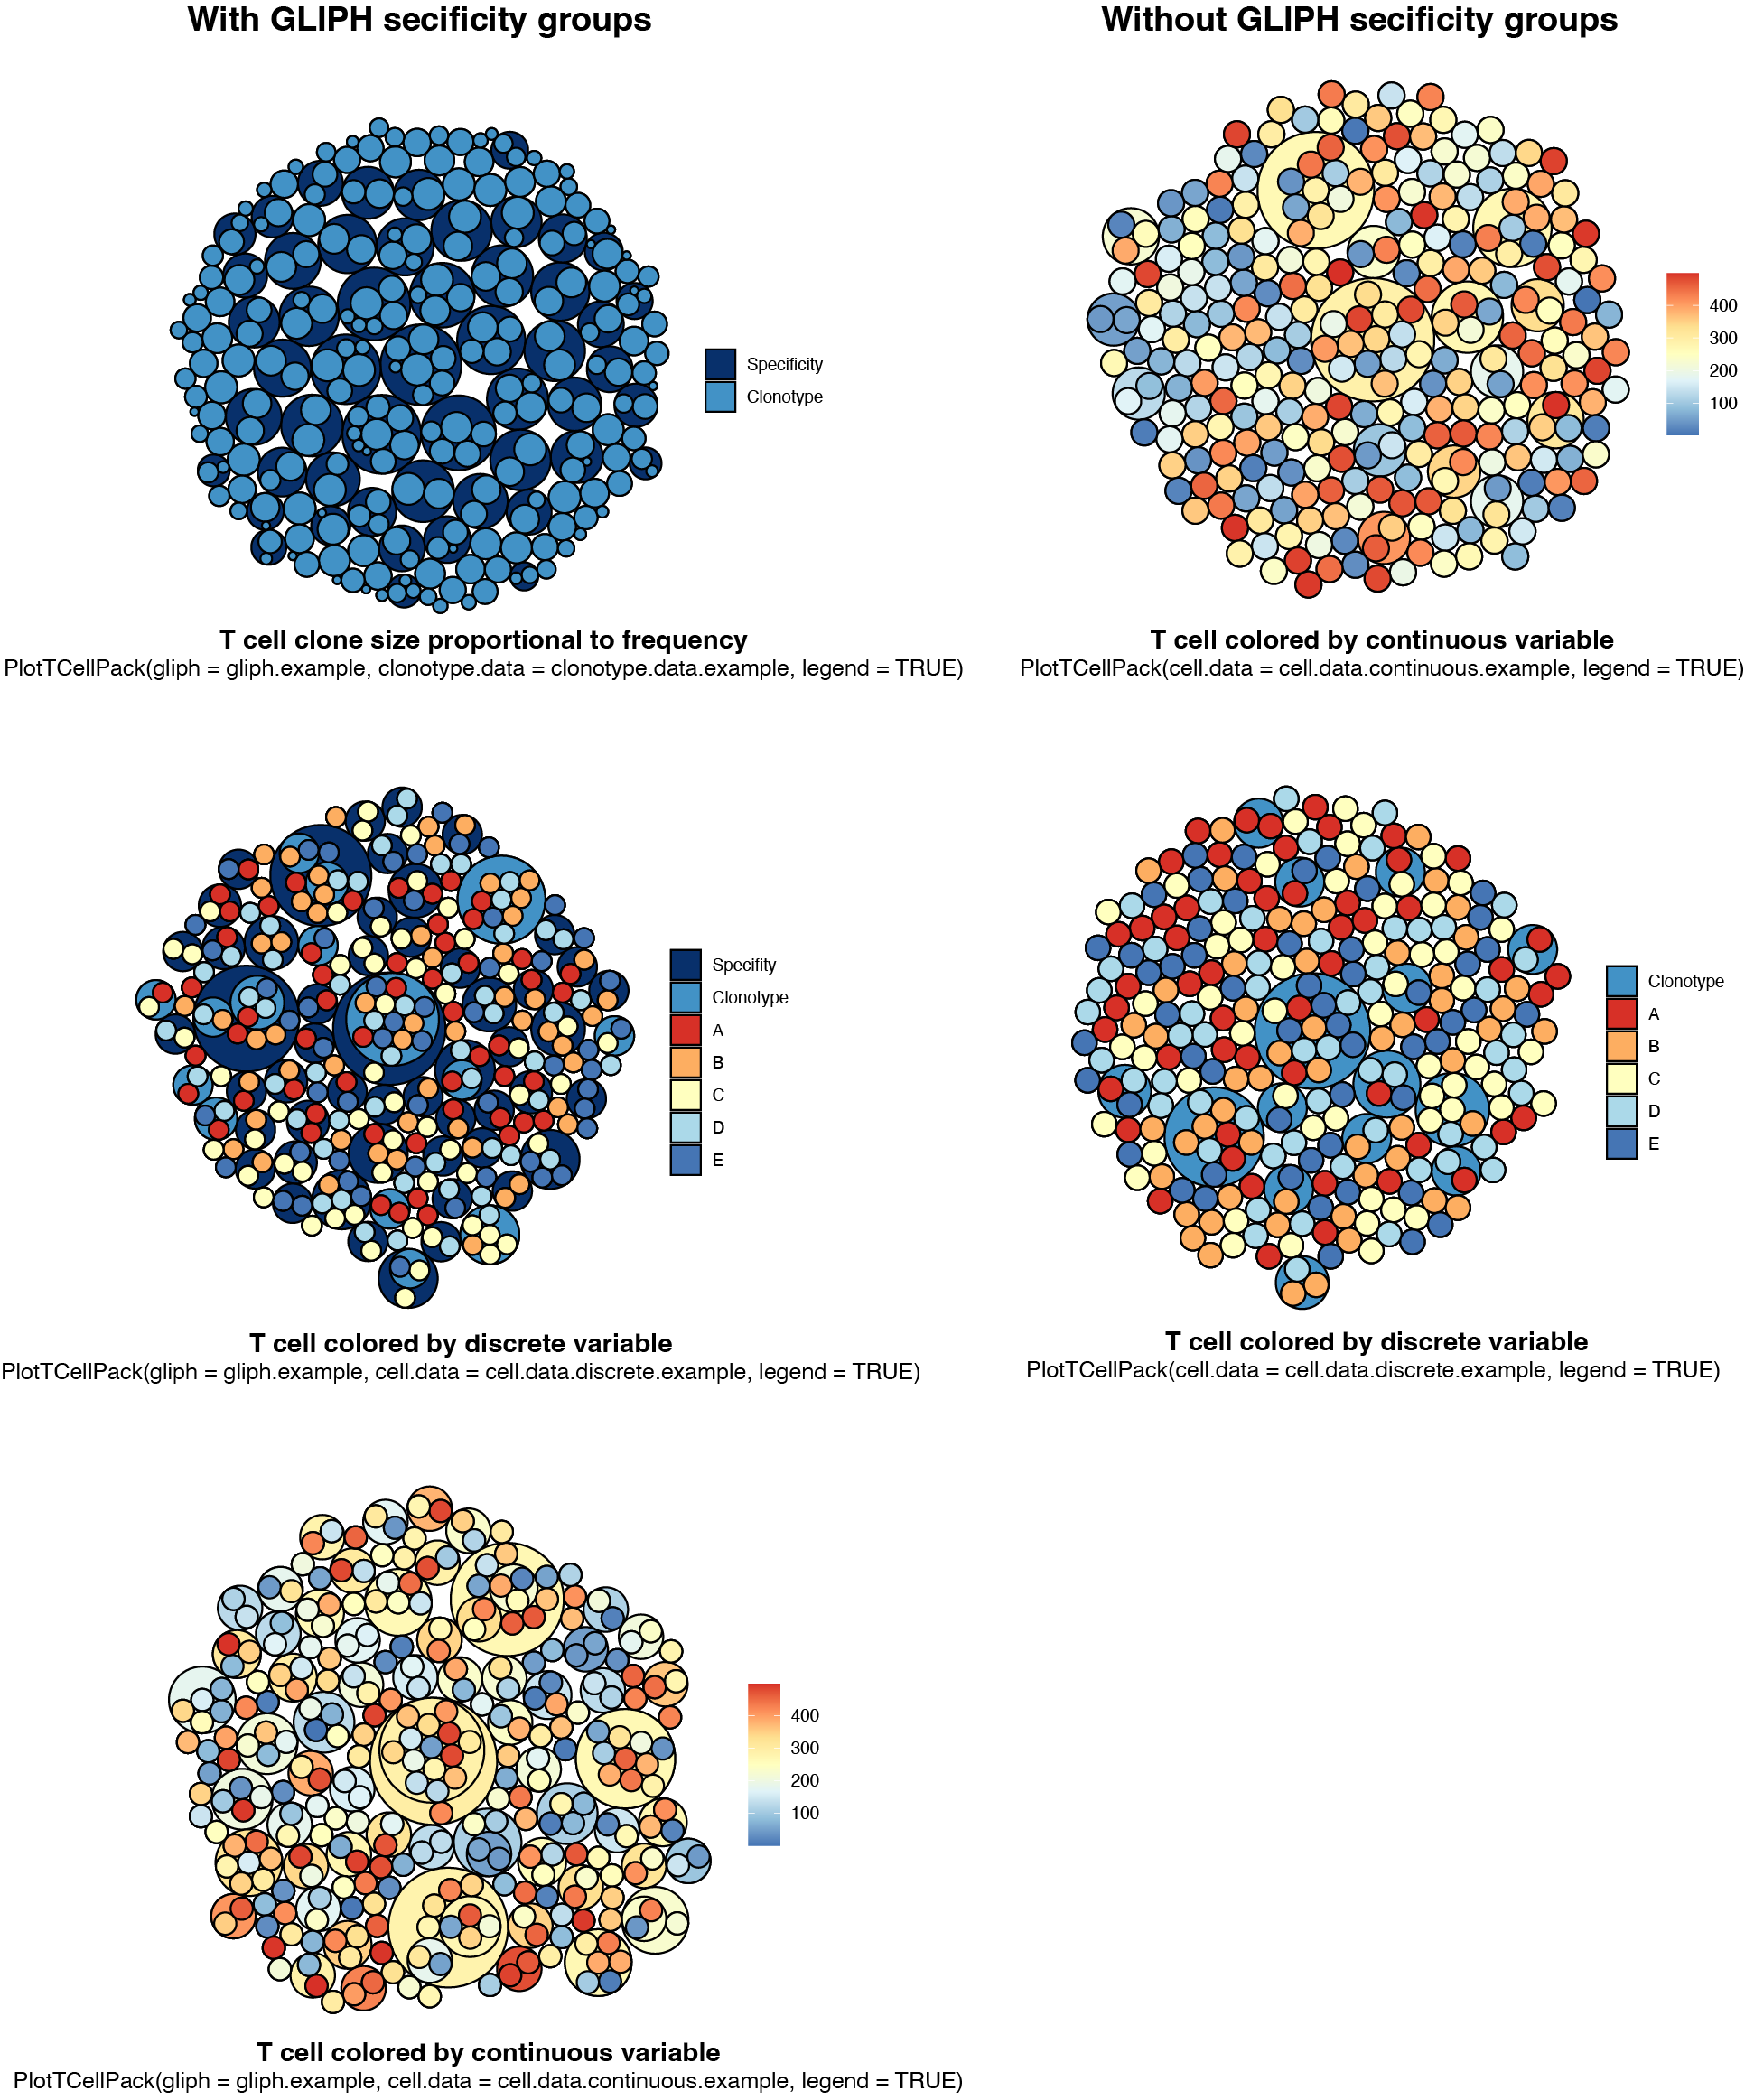 With GLIPH secificity groups
Without GLIPH secificity groups
Specificity
Clonotype
400
300
200
100
T cell clone size proportional to frequency
PlotTCellPack(gliph = gliph.example, clonotype.data = clonotype.data.example, legend = TRUE)
T cell colored by continuous variable
PlotTCellPack(cell.data = cell.data.continuous.example, legend = TRUE)
Specifity
Clonotype
A
B
C
D
E
Clonotype
A
B
C
D
E
T cell colored by discrete variable
PlotTCellPack(gliph = gliph.example, cell.data = cell.data.discrete.example, legend = TRUE)
T cell colored by discrete variable
PlotTCellPack(cell.data = cell.data.discrete.example, legend = TRUE)
400
300
200
100
T cell colored by continuous variable
PlotTCellPack(gliph = gliph.example, cell.data = cell.data.continuous.example, legend = TRUE)